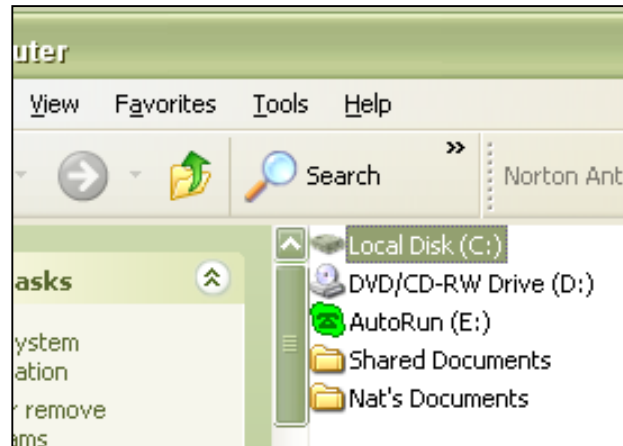 uter
View Favorites Tools Help
Search » Norton Ant
Local Disk (C:)
asks
DVD/CD-RW Drive (D:)
AutoRun (E:)
ystem
ation
Shared Documents
r remove
Nat's Documents
ams